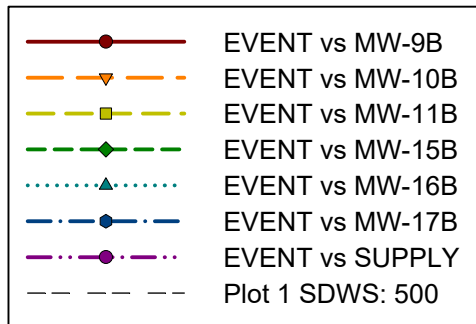 EVENT vs MW-9B
EVENT vs MW-10B
EVENT vs MW-11B
EVENT vs MW-15B
EVENT vs MW-16B
EVENT vs MW-17B
EVENT vs SUPPLY
Plot 1 SDWS: 500